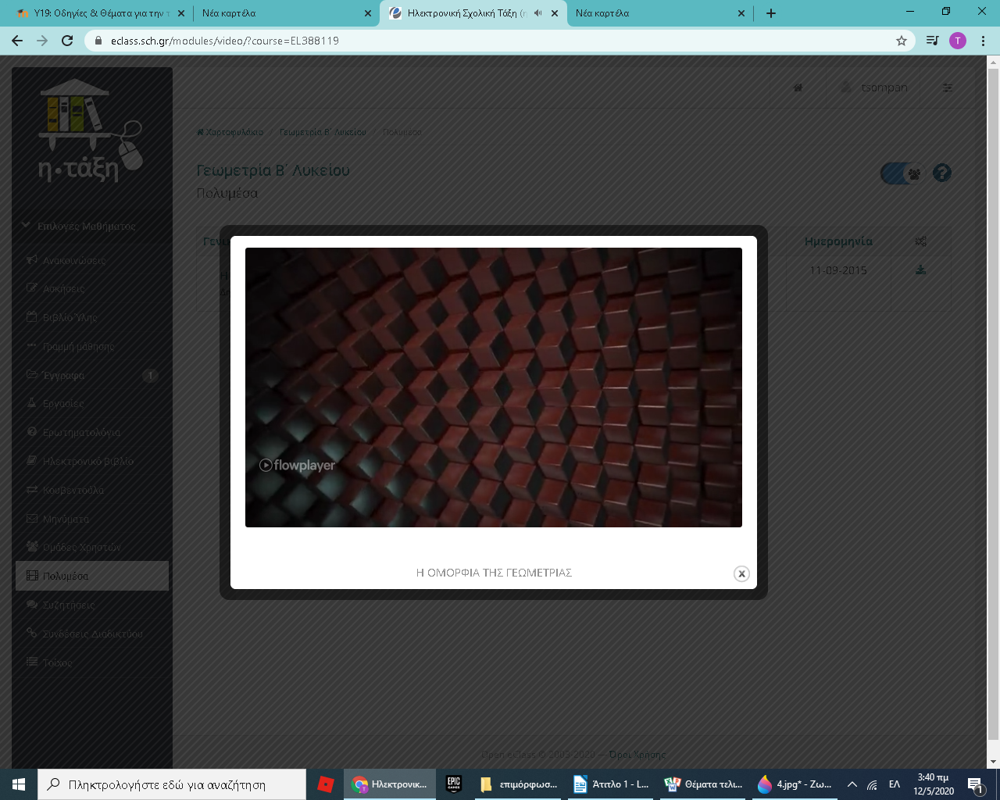 Υ19: Οδηγίες & Θέματα για την τ
Νέα καρτέλα
Ηλεκτρονική Σχολική Τάξη (η
Νέα καρτέλα
eclass.sch.gr/modules/video/?course=EL388119
T
η·τάξη
tsompan
Χαρτοφυλάκιο / Γεωμετρία Β΄ Λυκείου / Πολυμέσα
Γεωμετρία Β΄ Λυκείου
Πολυμέσα
Επιλογές Μαθήματος
Ανακοινώσεις
Ασκήσεις
Βιβλίο Ύλης
Γραμμή μάθησης
Έγγραφα 1
Εργασίες
Ερωτηματολόγια
Ηλεκτρονικό βιβλίο
Κουβεντούλα
Μηνύματα
Ομάδες Χρηστών
Πολυμέσα
Συζητήσεις
Συνδέσεις Διαδικτύου
Τοίχος
Ημερομηνία
11-09-2015
flowplayer
Η ΟΜΟΡΦΙΑ ΤΗΣ ΓΕΩΜΕΤΡΙΑΣ
Open eClass © 2003-2020 — Όροι Χρήσης
Πληκτρολογήστε εδώ για αναζήτηση
Ηλεκτρονικ...
EPIC GAMES
επιμόρφωσ...
Άτιτλο 1 - L...
Θέματα τελι...
4.jpg* - Ζω...
ΕΛ
3:40 πμ
12/5/2020
1